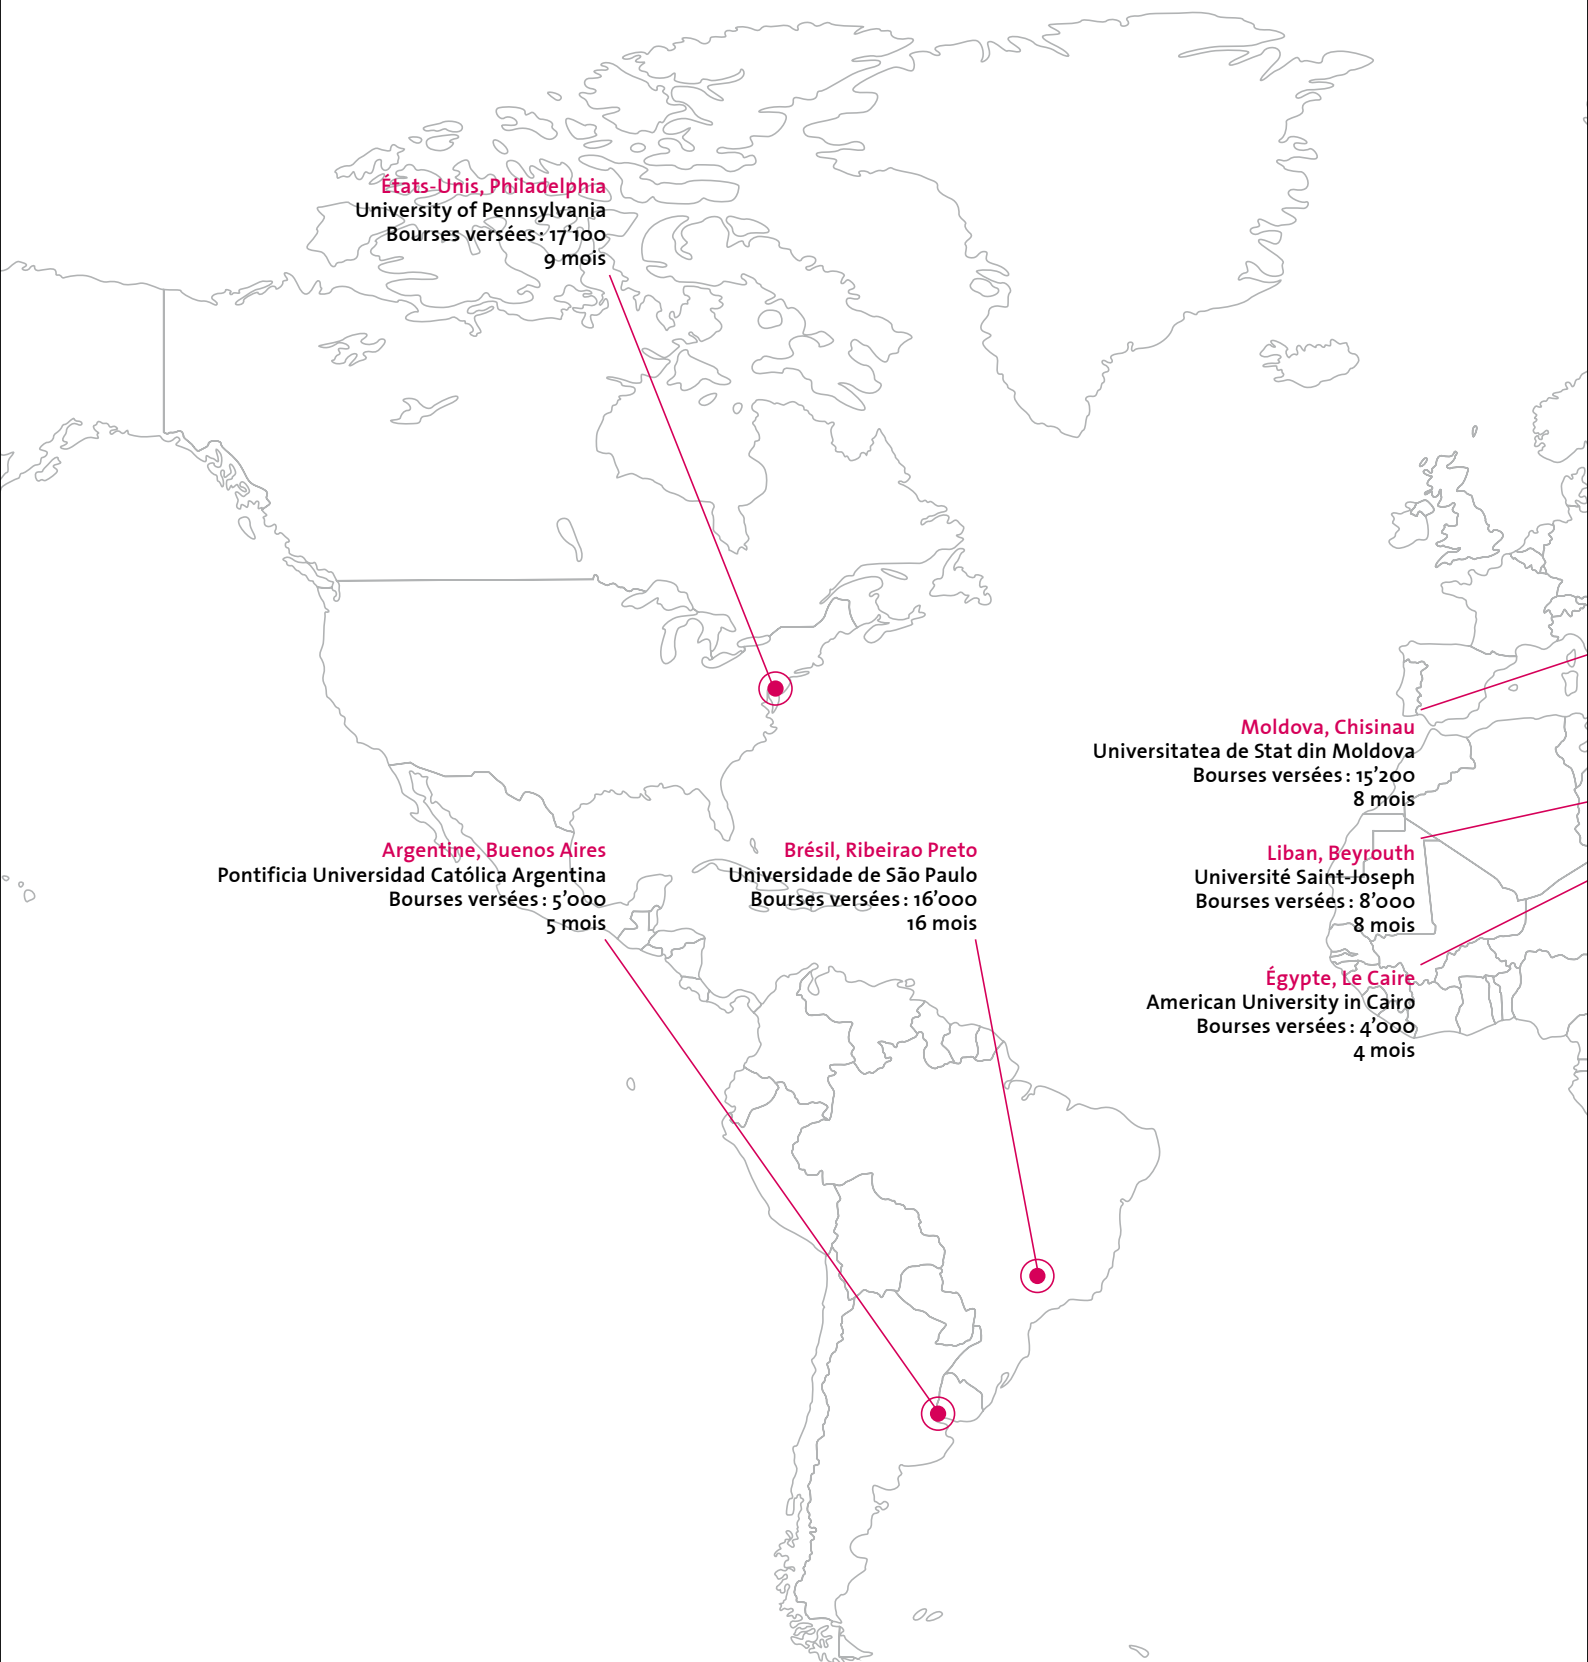 États-Unis, Philadelphia
University of Pennsylvania
Bourses versées : 17’100
9 mois
Moldova, Chisinau
Universitatea de Stat din Moldova
Bourses versées : 15’200
8 mois
Argentine, Buenos Aires
Pontificia Universidad Católica Argentina
Bourses versées : 5’000
5 mois
Brésil, Ribeirao Preto
Universidade de São Paulo
Bourses versées : 16’000
16 mois
Liban, Beyrouth
Université Saint-Joseph
Bourses versées : 8’000
8 mois
Égypte, Le Caire
American University in Cairo
Bourses versées : 4’000
4 mois